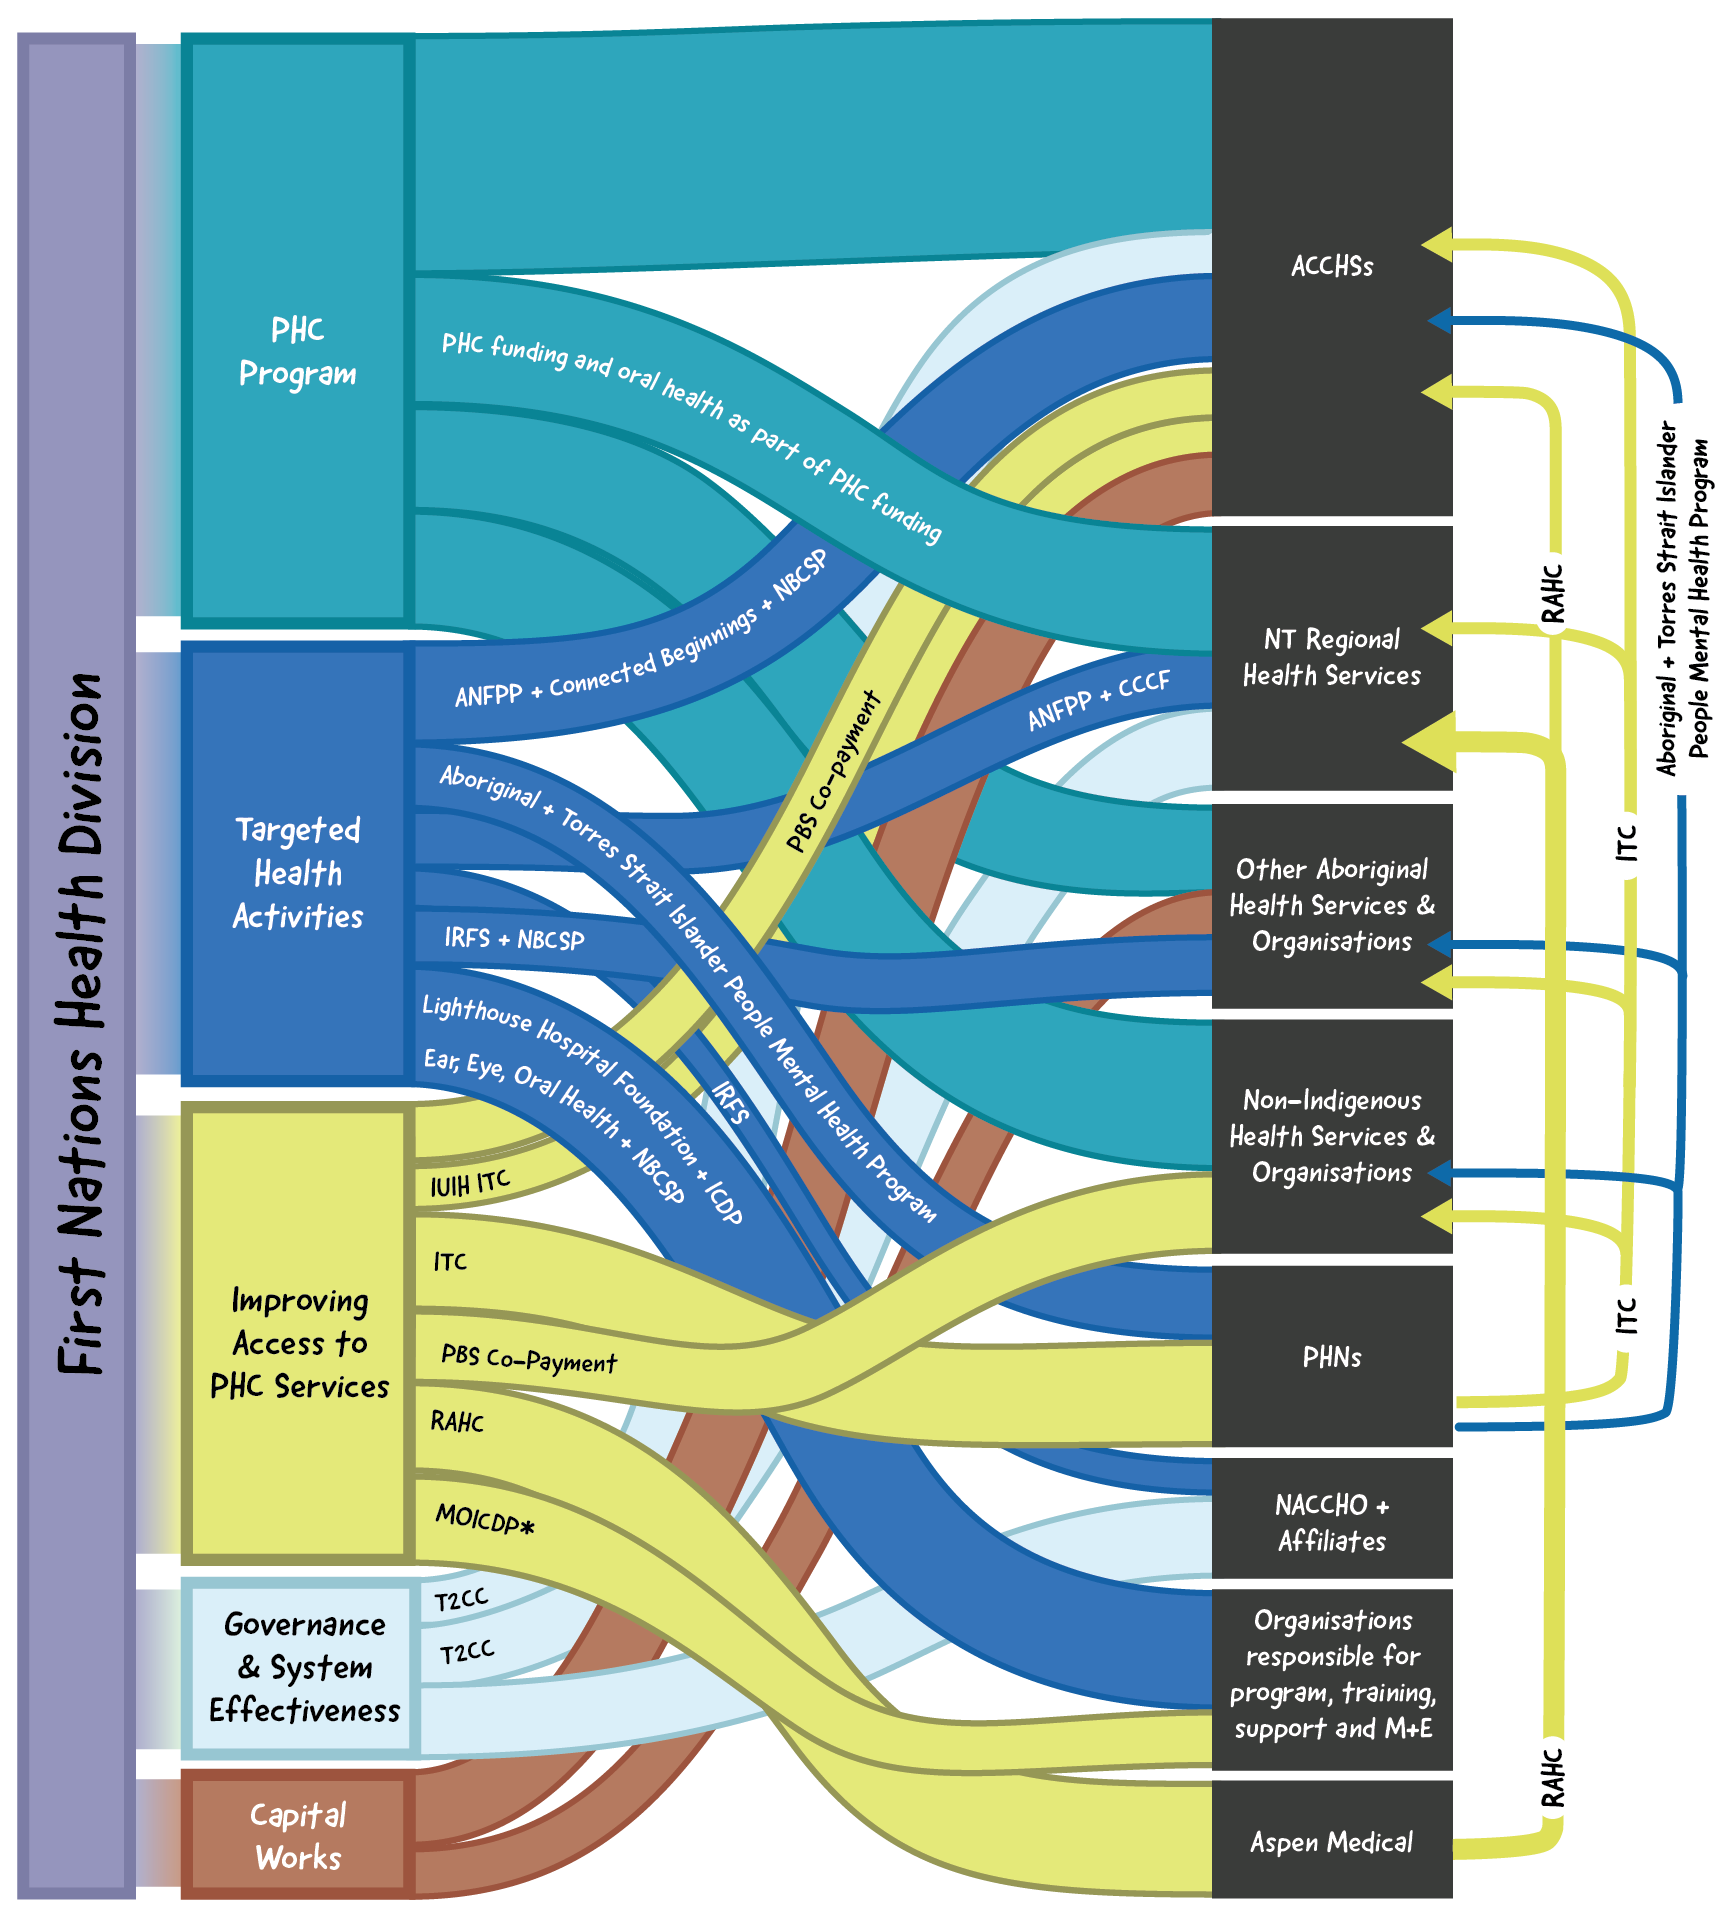 First Nations Health Division
PHC
Program
PHC funding and oral health as part of PHC funding
Targeted
Health
Activities
ANFPP + Connected Beginnings + NBCSP
ANFPP + CCCF
Aboriginal + Torres Strait Islander People Mental Health Program
IRFS + NBCSP
IRFS
Lighthouse Hospital Foundation + ICDP
Ear, Eye, Oral Health + NBCSP
Improving
Access to
PHC Services
PBS Co-payment
IUIH ITC
ITC
PBS Co-Payment
RAHC
MOICDP*
Governance
& System
Effectiveness
T2CC
T2CC
Capital
Works
ACCHSs
NT Regional
Health Services
Other Aboriginal
Health Services &
Organisations
Non-Indigenous
Health Services &
Organisations
PHNs
NACCHO +
Affiliates
Organisations
responsible for
program, training,
support and M+E
Aspen Medical
RAHC
ITC
Aboriginal + Torres Strait Islander
People Mental Health Program
ITC
RAHC